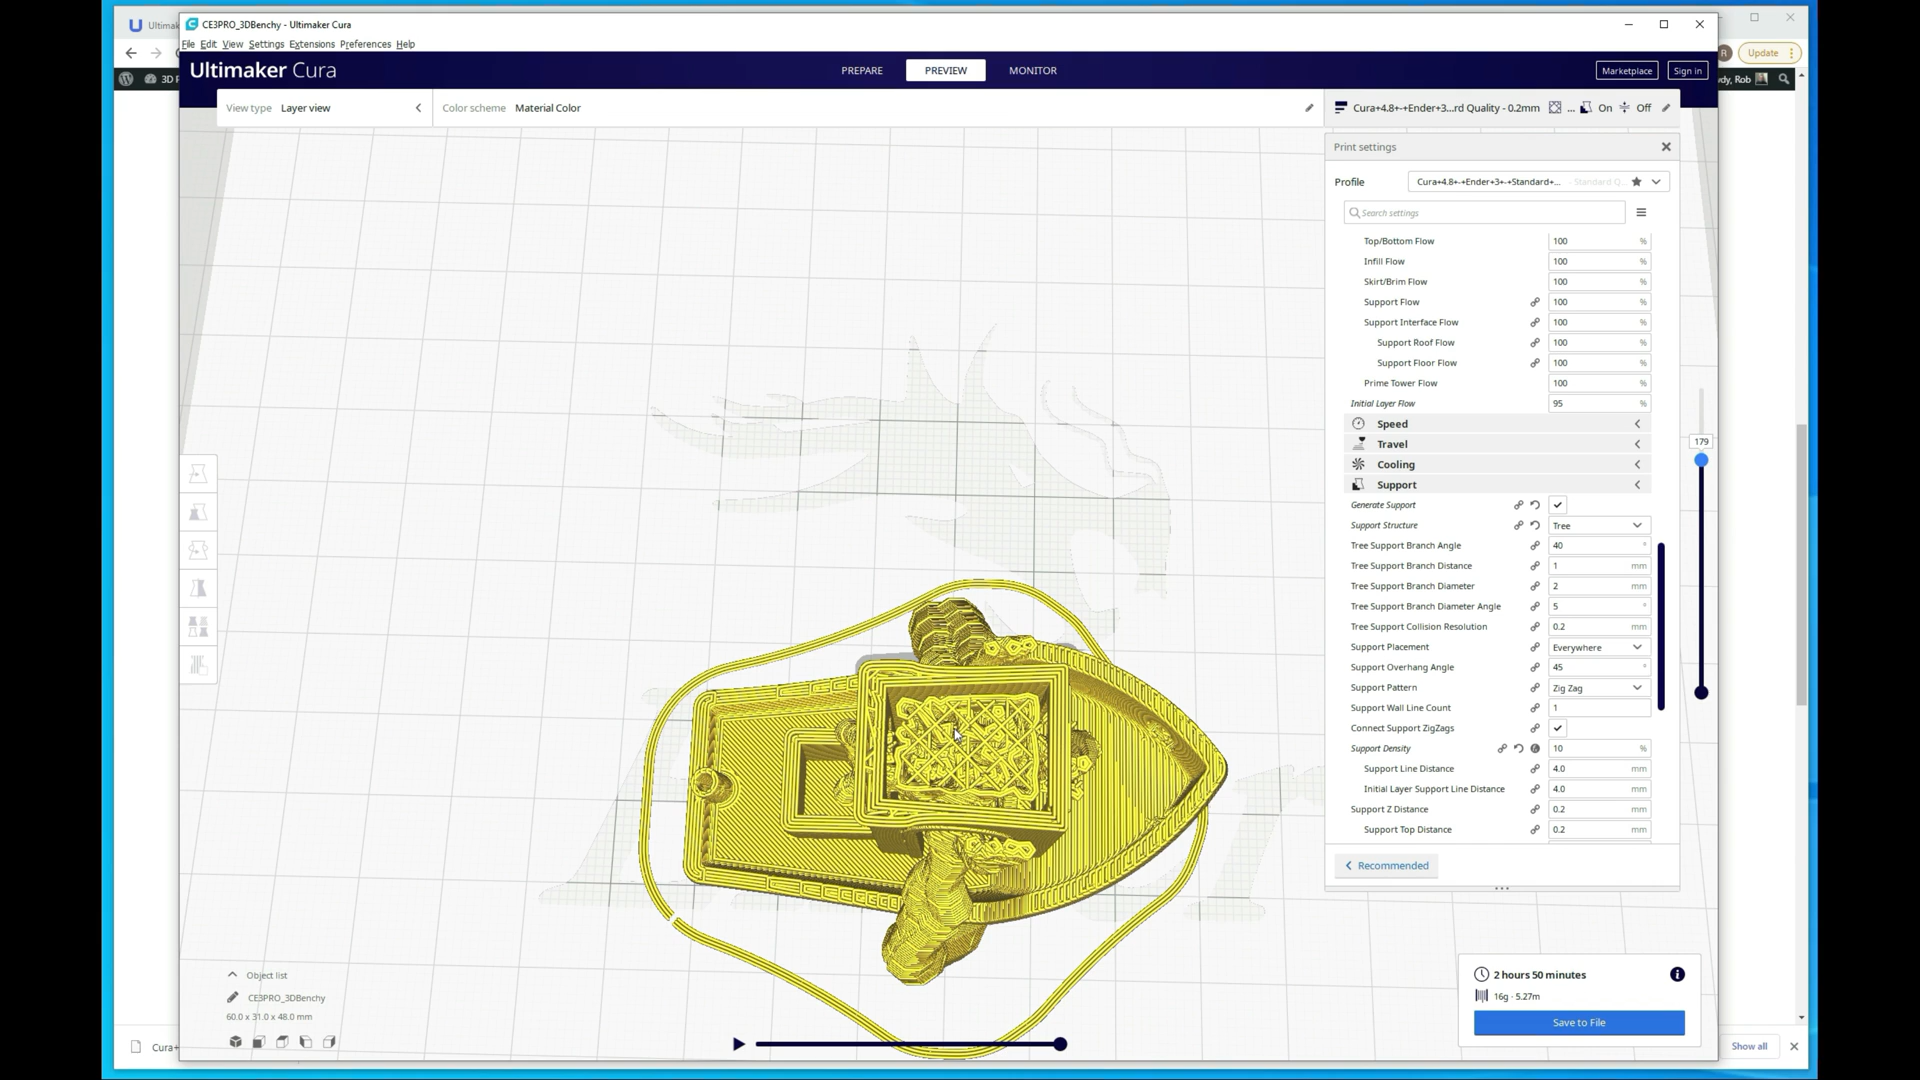 Ultimak
CE3PRO_3DBenchy - Ultimaker Cura
File Edit View Settings Extensions Preferences Help
Update
Ultimaker Cura
PREPARE
PREVIEW
MONITOR
Marketplace
Sign in
3D
dy, Rob
View type Layer view
Color scheme Material Color
Cura+4.8+-+Ender+3...rd Quality - 0.2mm ... On Off
Print settings
Profile
Cura+4.8+-+Ender+3+-+Standard+... - Standard Q...
Search settings
Top/Bottom Flow 100 %
Infill Flow 100 %
Skirt/Brim Flow 100 %
Support Flow 100 %
Support Interface Flow 100 %
Support Roof Flow 100 %
Support Floor Flow 100 %
Prime Tower Flow 100 %
Initial Layer Flow 95 %
Speed
Travel
179
Cooling
Support
Generate Support
Support Structure Tree
Tree Support Branch Angle 40 °
Tree Support Branch Distance 1 mm
Tree Support Branch Diameter 2 mm
Tree Support Branch Diameter Angle 5 °
Tree Support Collision Resolution 0.2 mm
Support Placement Everywhere
Support Overhang Angle 45 °
Support Pattern Zig Zag
Support Wall Line Count 1
Connect Support ZigZags
Support Density 10 %
Support Line Distance 4.0 mm
Initial Layer Support Line Distance 4.0 mm
Support Z Distance 0.2 mm
Support Top Distance 0.2 mm
Recommended
Object list
CE3PRO_3DBenchy
60.0 x 31.0 x 48.0 mm
2 hours 50 minutes
16g · 5.27m
Save to File
Cura+
Show all